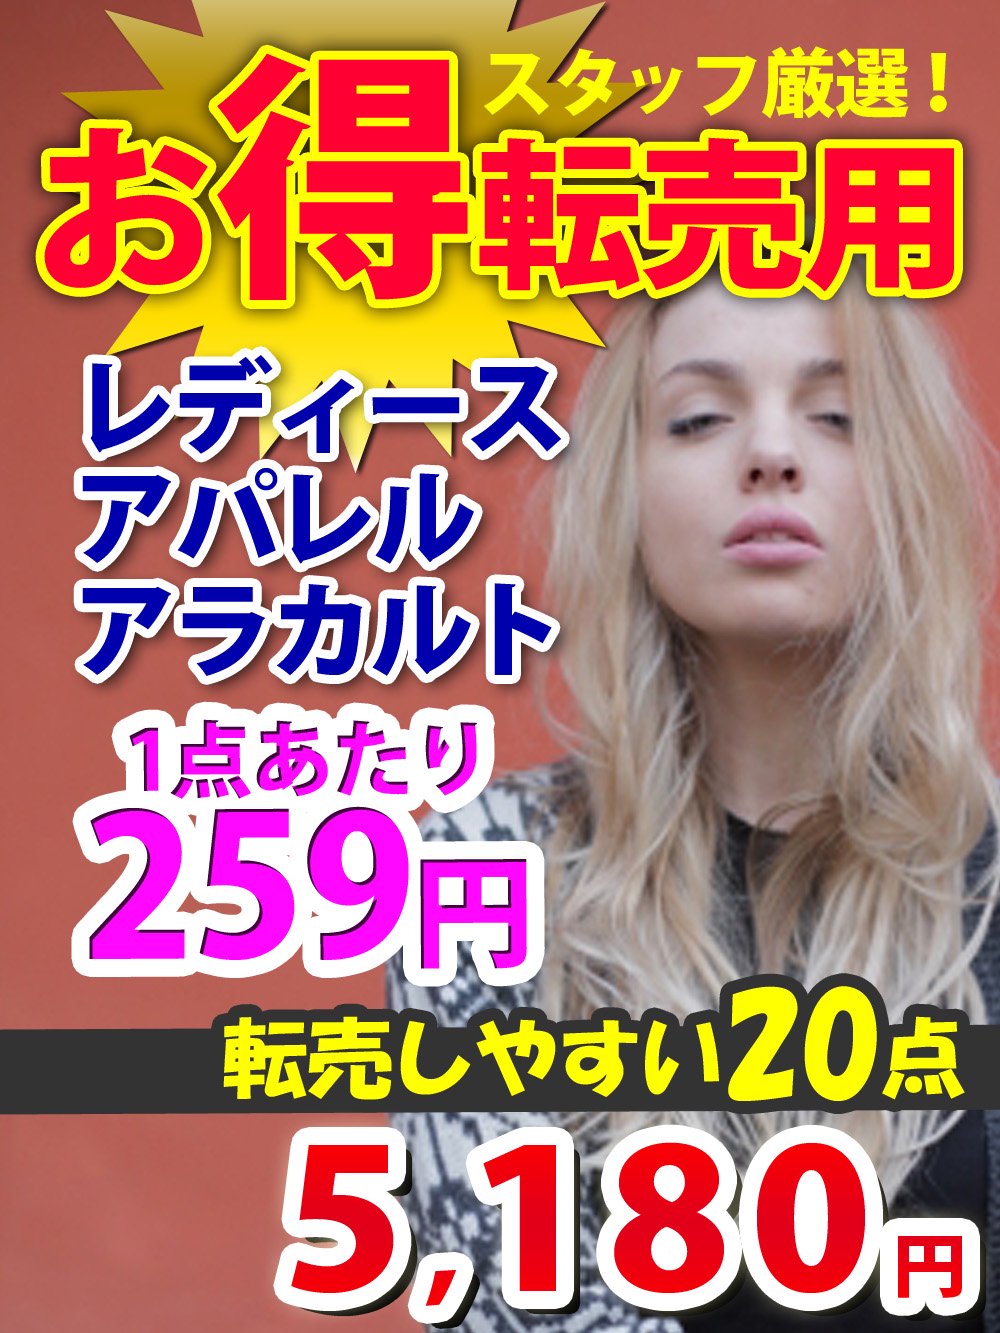 スタッフ厳選！
お得転売用
レディース
アパレル
アラカルト
1点あたり
259円
転売しやすい20点
5,180円